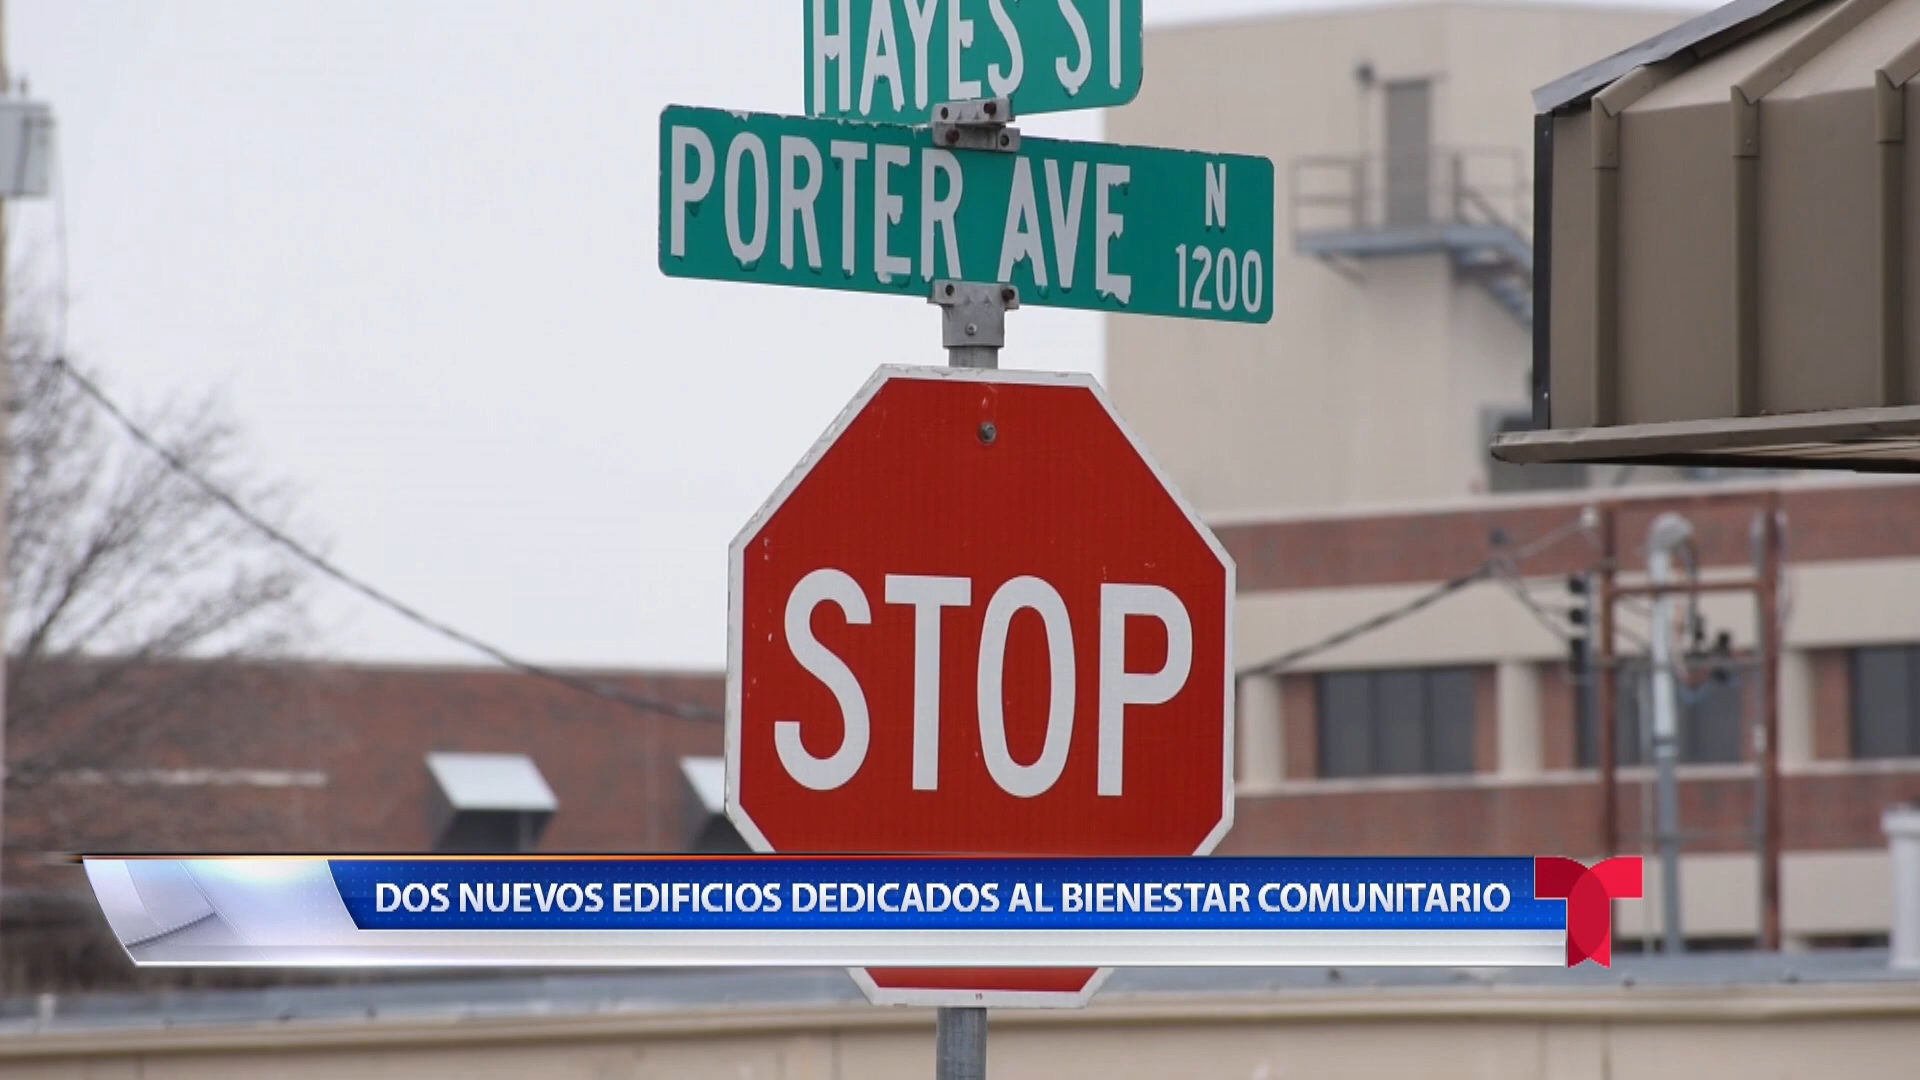 HAYES ST
PORTER AVE N
1200
STOP
DOS NUEVOS EDIFICIOS DEDICADOS AL BIENESTAR COMUNITARIO